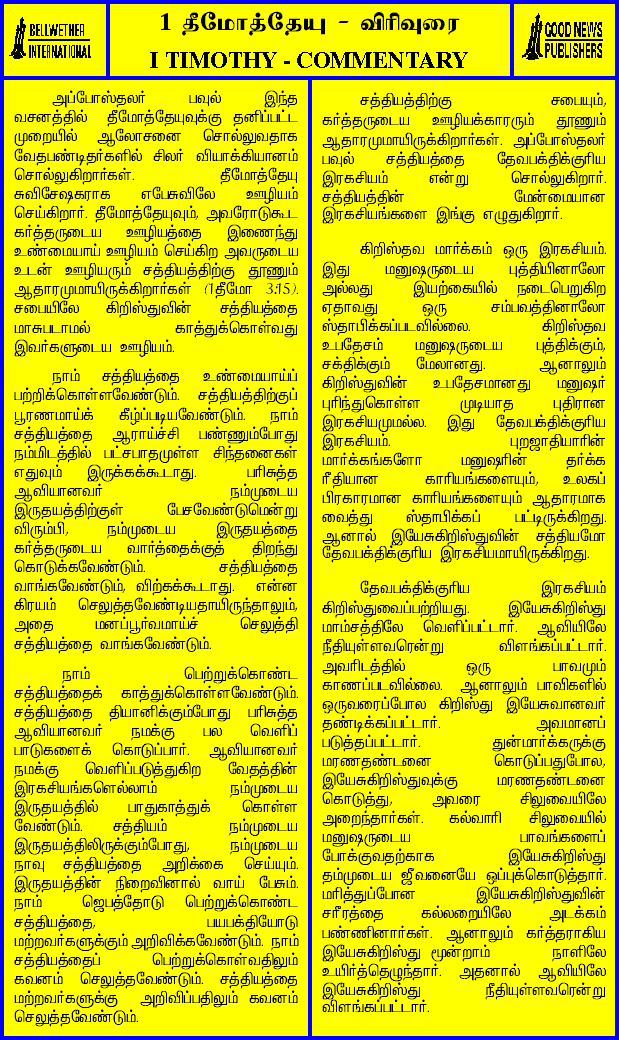 BELLWETHER
INTERNATIONAL
1 தீமோத்தேயு - விரிவுரை
I TIMOTHY - COMMENTARY
GOOD NEWS
PUBLISHERS
அப்போஸ்தலர் பவுல் இந்த
வசனத்தில் தீமோத்தேயுவுக்கு தனிப்பட்ட
முறையில் ஆலோசனை சொல்லுவதாக
வேதபண்டிதர்களில் சிலர் வியாக்கியானம்
சொல்லுகிறார்கள். தீமோத்தேயு
சுவிசேஷகராக எபேசுவிலே ஊழியம்
செய்கிறார். தீமோத்தேயுவும், அவரோடுகூட
கர்த்தருடைய ஊழியத்தை இணைந்து
உண்மையாய் ஊழியம் செய்கிற அவருடைய
உடன் ஊழியரும் சத்தியத்திற்கு தூணும்
ஆதாரமுமாயிருக்கிறார்கள் (1தீமோ 3:15).
சபையிலே கிறிஸ்துவின் சத்தியத்தை
மாசுபடாமல் காத்துக்கொள்வது
இவர்களுடைய ஊழியம்.
நாம் சத்தியத்தை உண்மையாய்ப்
பற்றிக்கொள்ளவேண்டும். சத்தியத்திற்குப்
பூரணமாய்க் கீழ்ப்படியவேண்டும். நாம்
சத்தியத்தை ஆராய்ச்சி பண்ணும்போது
நம்மிடத்தில் பட்சபாதமுள்ள சிந்தனைகள்
எதுவும் இருக்கக்கூடாது. பரிசுத்த
ஆவியானவர் நம்முடைய
இருதயத்திற்குள் பேசவேண்டுமென்று
விரும்பி, நம்முடைய இருதயத்தை
கர்த்தருடைய வார்த்தைக்குத் திறந்து
கொடுக்கவேண்டும். சத்தியத்தை
வாங்கவேண்டும், விற்கக்கூடாது. என்ன
கிரயம் செலுத்தவேண்டியதாயிருந்தாலும்,
அதை மனப்பூர்வமாய்ச் செலுத்தி
சத்தியத்தை வாங்கவேண்டும்.
நாம் பெற்றுக்கொண்ட
சத்தியத்தைக் காத்துக்கொள்ளவேண்டும்.
சத்தியத்தை தியானிக்கும்போது பரிசுத்த
ஆவியானவர் நமக்கு பல வெளிப்
பாடுகளைக் கொடுப்பார். ஆவியானவர்
நமக்கு வெளிப்படுத்துகிற வேதத்தின்
இரகசியங்களெல்லாம் நம்முடைய
இருதயத்தில் பாதுகாத்துக் கொள்ள
வேண்டும். சத்தியம் நம்முடைய
இருதயத்திலிருக்கும்போது, நம்முடைய
நாவு சத்தியத்தை அறிக்கை செய்யும்.
இருதயத்தின் நிறைவினால் வாய் பேசும்.
நாம் ஜெபத்தோடு பெற்றுக்கொண்ட
சத்தியத்தை, பயபக்தியோடு
மற்றவர்களுக்கும் அறிவிக்கவேண்டும். நாம்
சத்தியத்தைப் பெற்றுக்கொள்வதிலும்
கவனம் செலுத்தவேண்டும். சத்தியத்தை
மற்றவர்களுக்கு அறிவிப்பதிலும் கவனம்
செலுத்தவேண்டும்.
சத்தியத்திற்கு சபையும்,
கர்த்தருடைய ஊழியக்காரரும் தூணும்
ஆதாரமுமாயிருக்கிறார்கள். அப்போஸ்தலர்
பவுல் சத்தியத்தை தேவபக்திக்குரிய
இரகசியம் என்று சொல்லுகிறார்.
சத்தியத்தின் மேன்மையான
இரகசியங்களை இங்கு எழுதுகிறார்.
கிறிஸ்தவ மார்க்கம் ஒரு இரகசியம்.
இது மனுஷருடைய புத்தியினாலோ
அல்லது இயற்கையில் நடைபெறுகிற
ஏதாவது ஒரு சம்பவத்தினாலோ
ஸ்தாபிக்கப்படவில்லை. கிறிஸ்தவ
உபதேசம் மனுஷருடைய புத்திக்கும்,
சக்திக்கும் மேலானது. ஆனாலும்
கிறிஸ்துவின் உபதேசமானது மனுஷர்
புரிந்துகொள்ள முடியாத புதிரான
இரகசியமுமல்ல. இது தேவபக்திக்குரிய
இரகசியம். புறஜாதியாரின்
மார்க்கங்களோ மனுஷரின் தர்க்க
ரீதியான காரியங்களையும், உலகப்
பிரகாரமான காரியங்களையும் ஆதாரமாக
வைத்து ஸ்தாபிக்கப் பட்டிருக்கிறது.
ஆனால் இயேசுகிறிஸ்துவின் சத்தியமோ
தேவபக்திக்குரிய இரகசியமாயிருக்கிறது.
தேவபக்திக்குரிய இரகசியம்
கிறிஸ்துவைப்பற்றியது. இயேசுகிறிஸ்து
மாம்சத்திலே வெளிப்பட்டார். ஆவியிலே
நீதியுள்ளவரென்று விளங்கப்பட்டார்.
அவரிடத்தில் ஒரு பாவமும்
காணப்படவில்லை. ஆனாலும் பாவிகளில்
ஒருவரைப்போல கிறிஸ்து இயேசுவானவர்
தண்டிக்கப்பட்டார். அவமானப்
படுத்தப்பட்டார். துன்மார்க்கருக்கு
மரணதண்டனை கொடுப்பதுபோல,
இயேசுகிறிஸ்துவுக்கு மரணதண்டனை
கொடுத்து, அவரை சிலுவையிலே
அறைந்தார்கள். கல்வாரி சிலுவையில்
மனுஷருடைய பாவங்களைப்
போக்குவதற்காக இயேசுகிறிஸ்து
தம்முடைய ஜீவனையே ஒப்புக்கொடுத்தார்.
மரித்துப்போன இயேசுகிறிஸ்துவின்
சரீரத்தை கல்லறையிலே அடக்கம்
பண்ணினார்கள். ஆனாலும் கர்த்தராகிய
இயேசுகிறிஸ்து மூன்றாம் நாளிலே
உயிர்த்தெழுந்தார். அதனால் ஆவியிலே
இயேசுகிறிஸ்து நீதியுள்ளவரென்று
விளங்கப்பட்டார்.